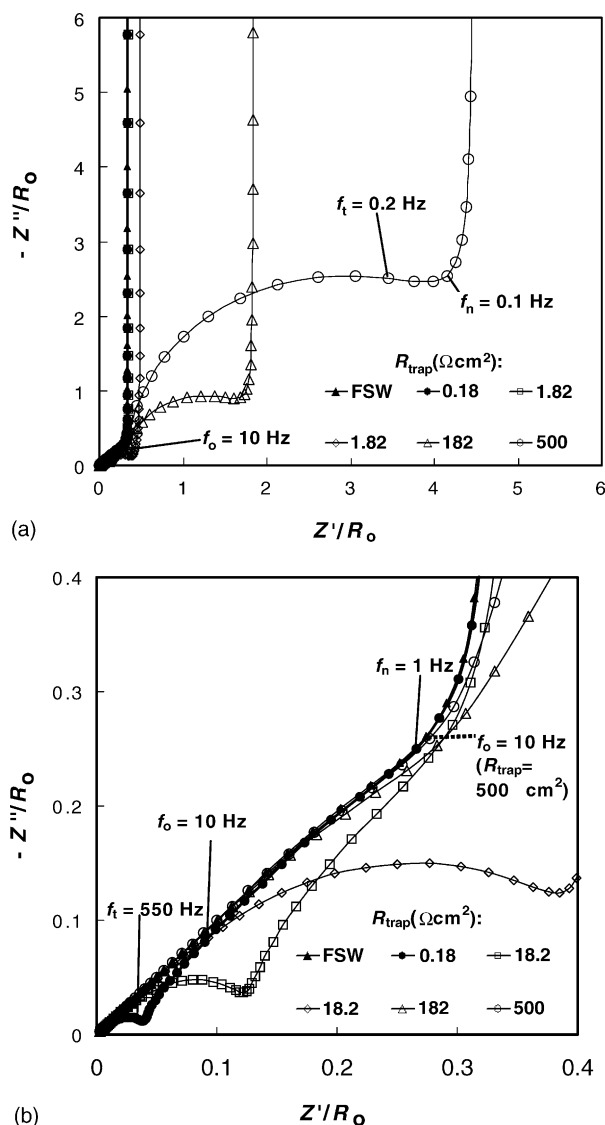 6
5
4
3
2
1
0
- Z"/Ro
ft = 0.2 Hz
fn = 0.1 Hz
Rtrap(Ωcm2):
FSW 0.18 1.82
1.82 182 500
fo = 10 Hz
0 1 2 3 4 5 6
(a)
Z'/Ro
0.4
0.3
0.2
0.1
0
- Z"/Ro
fn = 1 Hz
fo = 10 Hz
(Rtrap=
500 cm2)
fo = 10 Hz
ft = 550 Hz
Rtrap(Ωcm2):
FSW 0.18 18.2
18.2 182 500
0 0.1 0.2 0.3 0.4
(b)
Z'/Ro